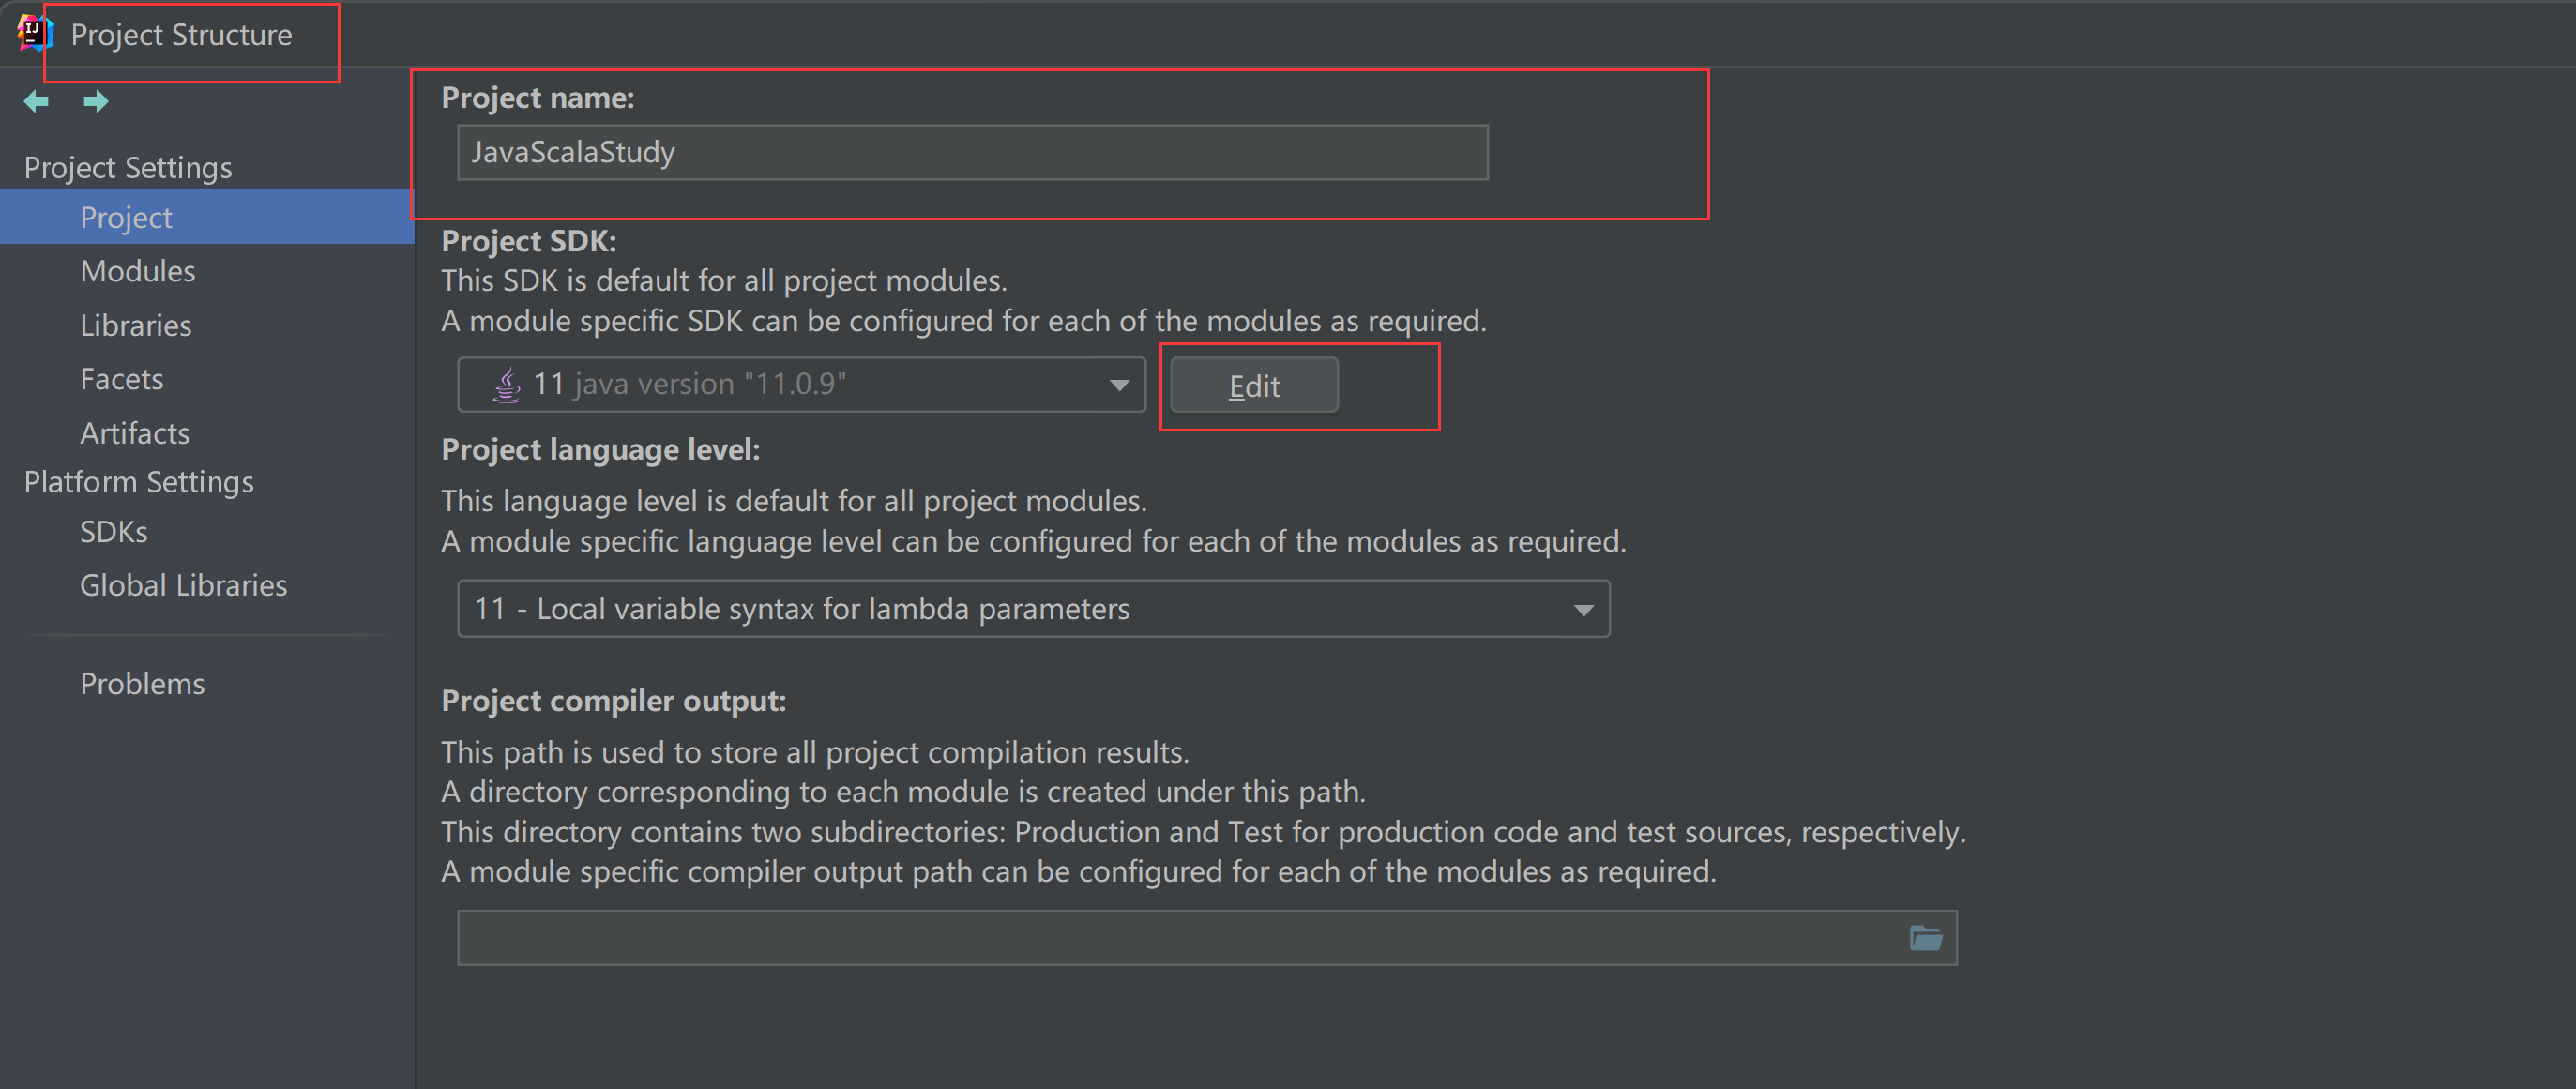 IJ
Project Structure
Project Settings
Project
Modules
Libraries
Facets
Artifacts
Platform Settings
SDKs
Global Libraries
Problems
Project name:
JavaScalaStudy
Project SDK:
This SDK is default for all project modules.
A module specific SDK can be configured for each of the modules as required.
11 java version "11.0.9"
Edit
Project language level:
This language level is default for all project modules.
A module specific language level can be configured for each of the modules as required.
11 - Local variable syntax for lambda parameters
Project compiler output:
This path is used to store all project compilation results.
A directory corresponding to each module is created under this path.
This directory contains two subdirectories: Production and Test for production code and test sources, respectively.
A module specific compiler output path can be configured for each of the modules as required.